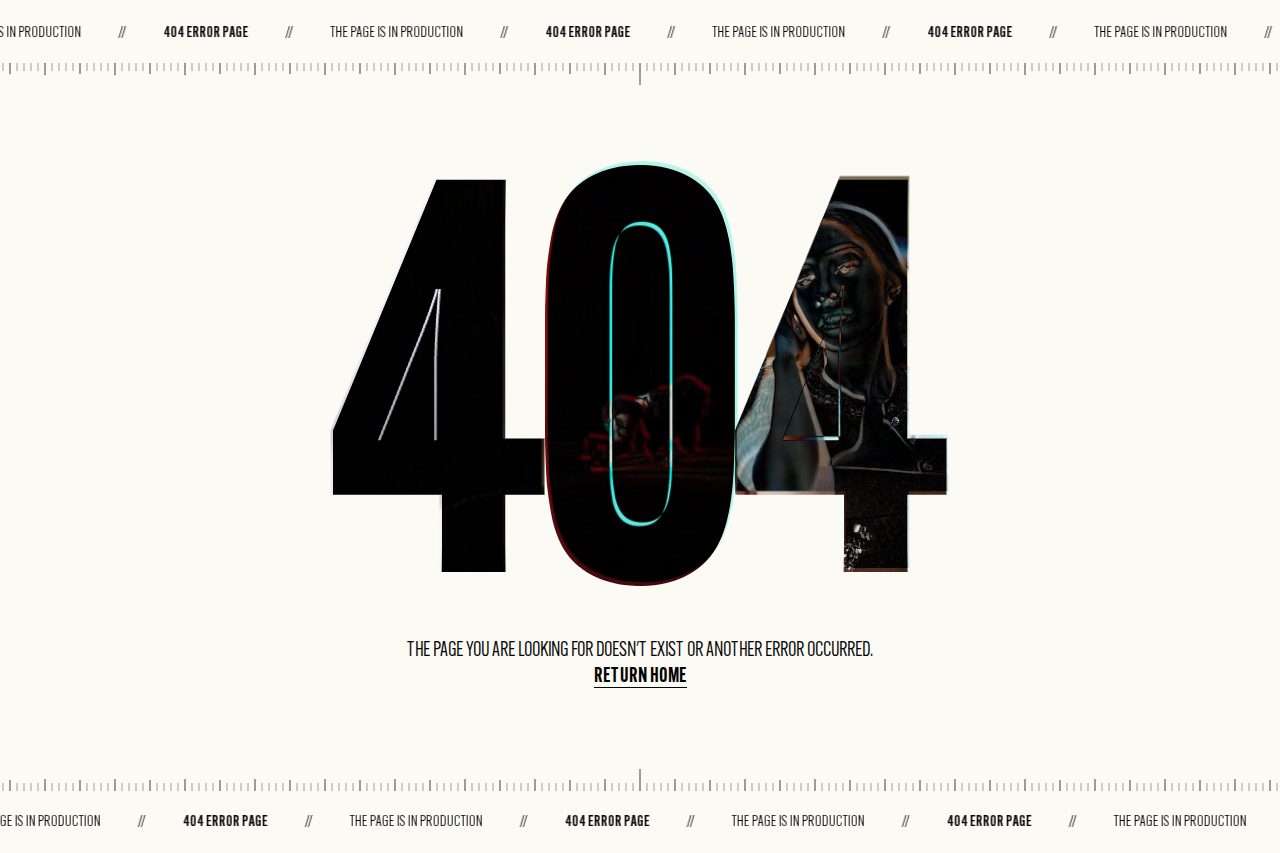 S IN PRODUCTION // 404 ERROR PAGE // THE PAGE IS IN PRODUCTION // 404 ERROR PAGE // THE PAGE IS IN PRODUCTION // 404 ERROR PAGE // THE PAGE IS IN PRODUCTION //
404
THE PAGE YOU ARE LOOKING FOR DOESN'T EXIST OR ANOTHER ERROR OCCURRED.
RETURN HOME
GE IS IN PRODUCTION // 404 ERROR PAGE // THE PAGE IS IN PRODUCTION // 404 ERROR PAGE // THE PAGE IS IN PRODUCTION // 404 ERROR PAGE // THE PAGE IS IN PRODUCTION